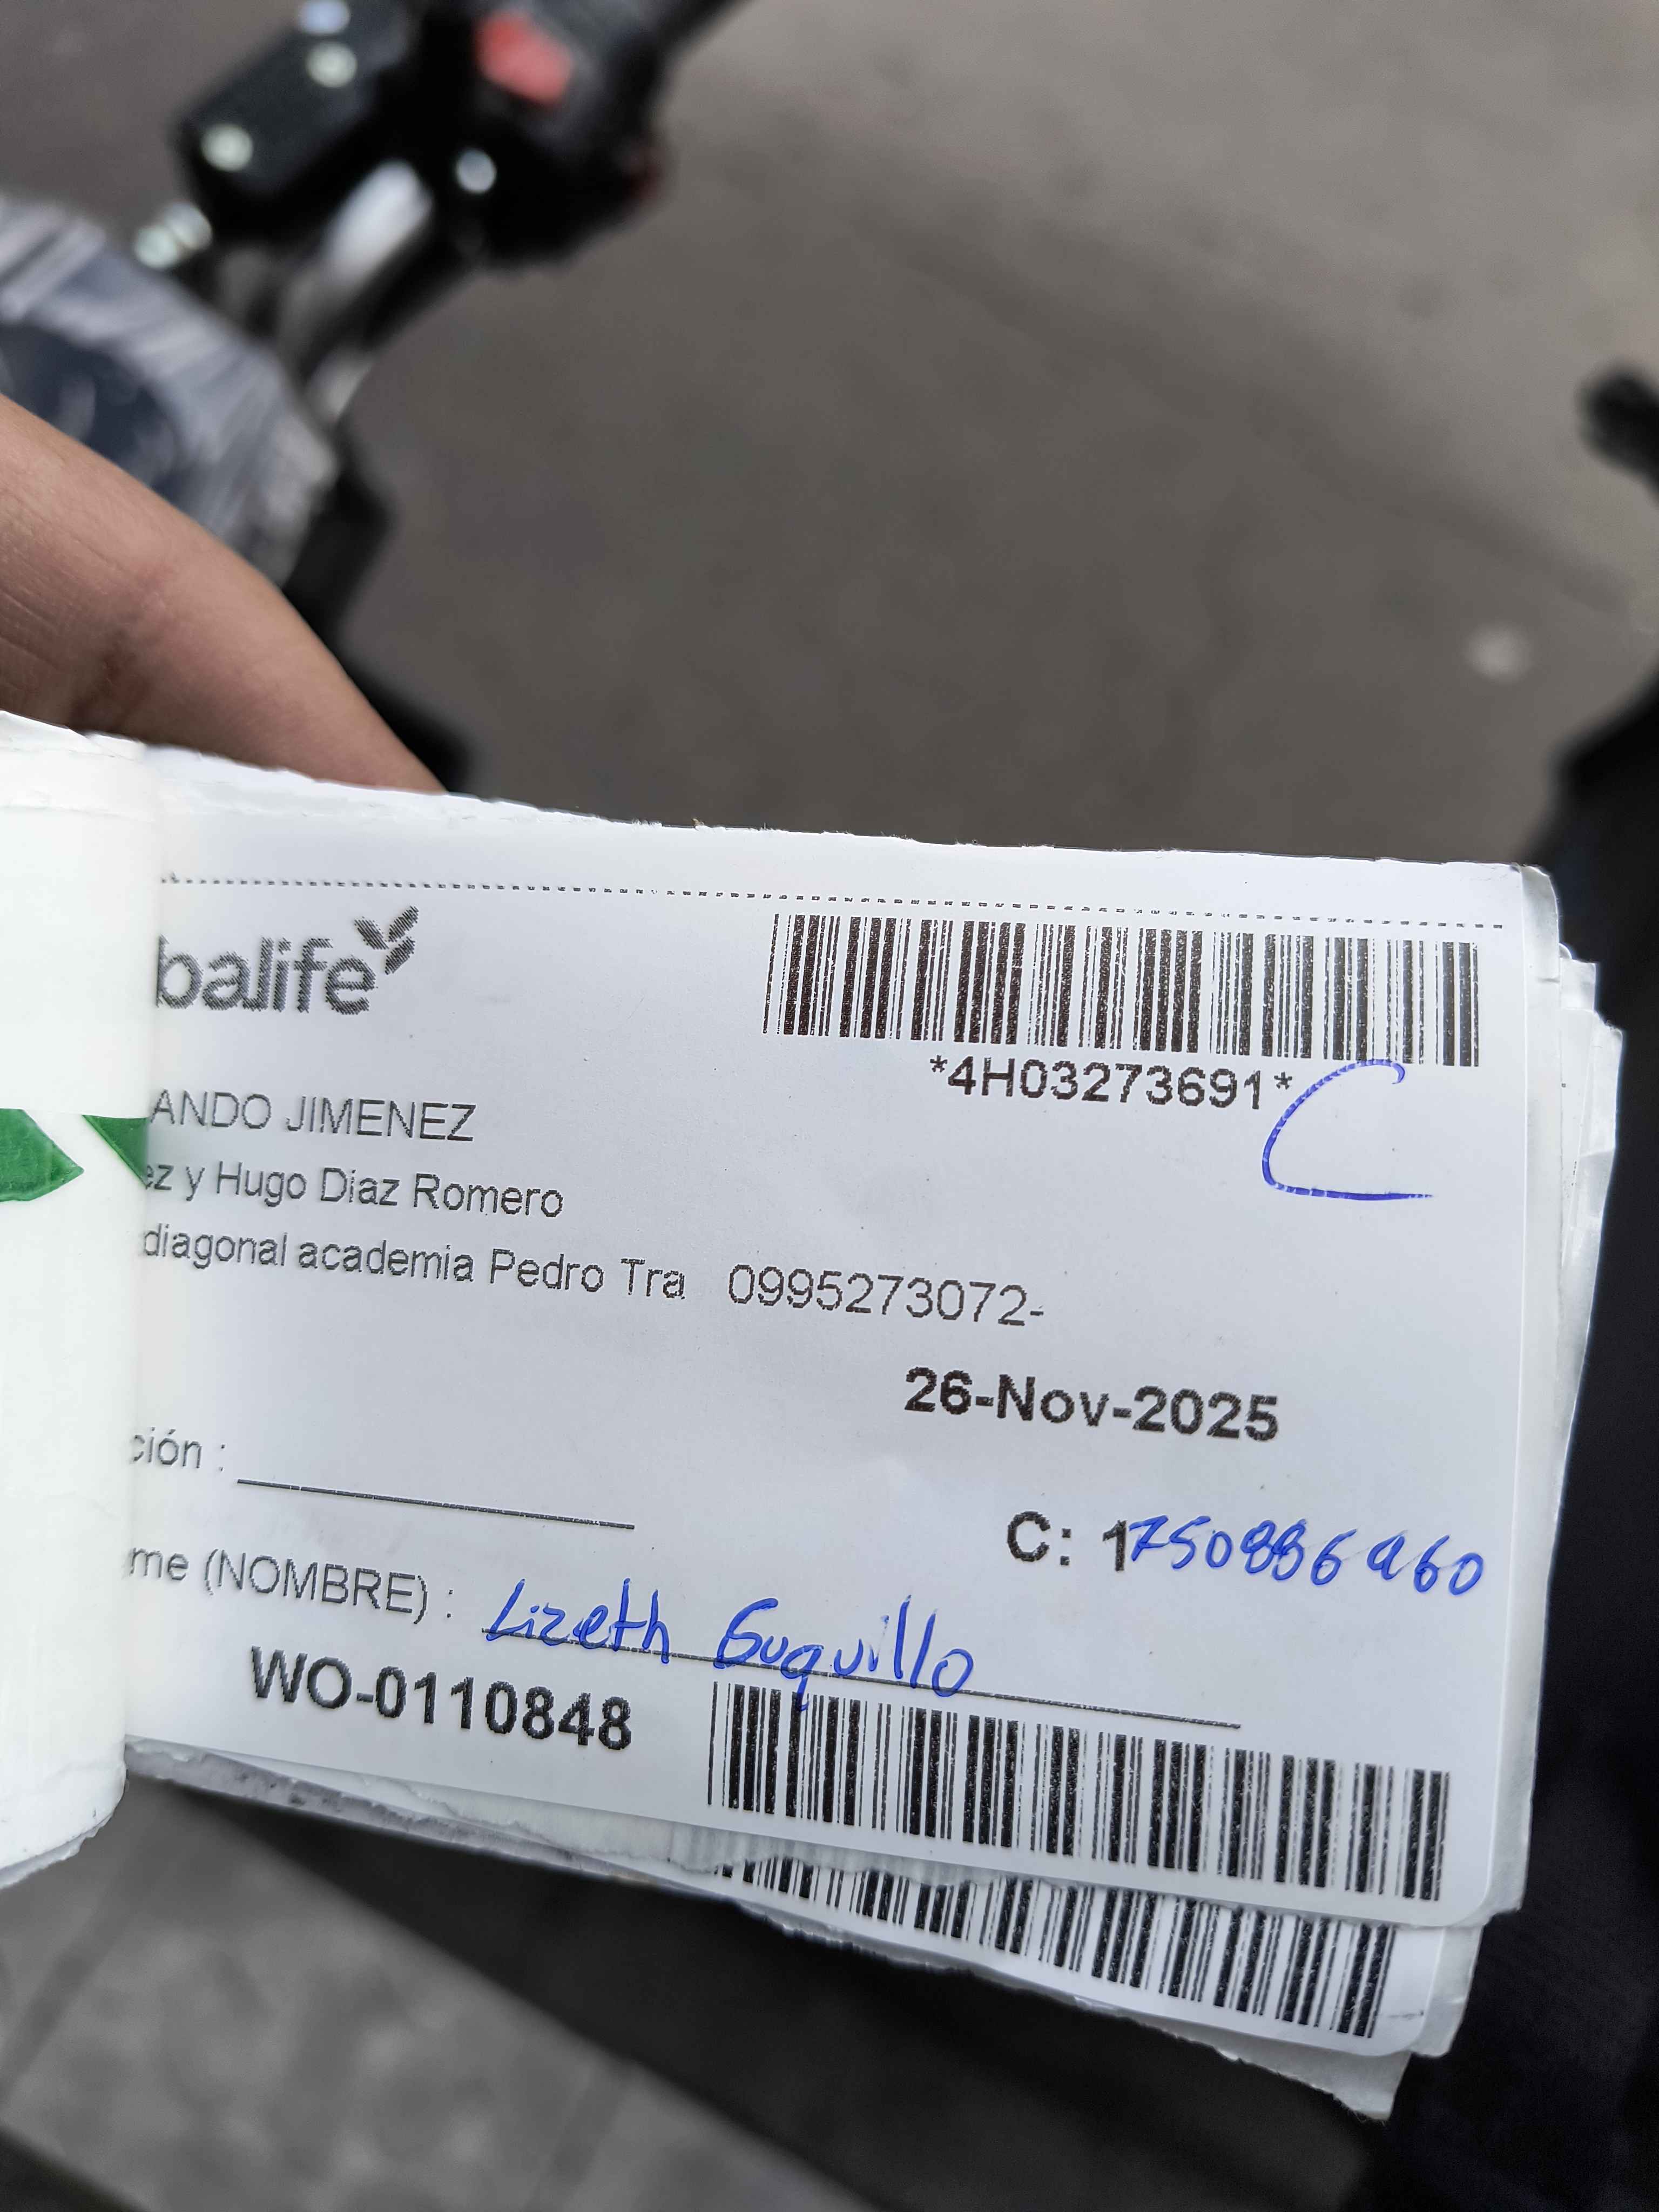 balife
*4H03273691*
C
ANDO JIMENEZ
ez y Hugo Diaz Romero
diagonal academia Pedro Tra 0995273072-
26-Nov-2025
ción :
C: 1750886960
me (NOMBRE) : Lizeth Guquillo
WO-0110848